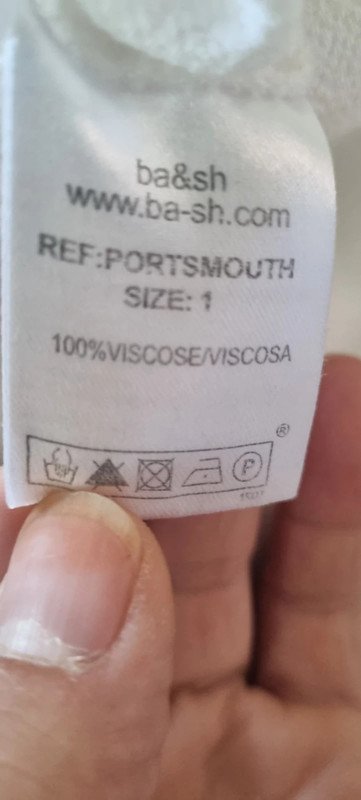 ba&sh
www.ba-sh.com
REF:PORTSMOUTH
SIZE: 1
100%VISCOSE/VISCOSA
®
P